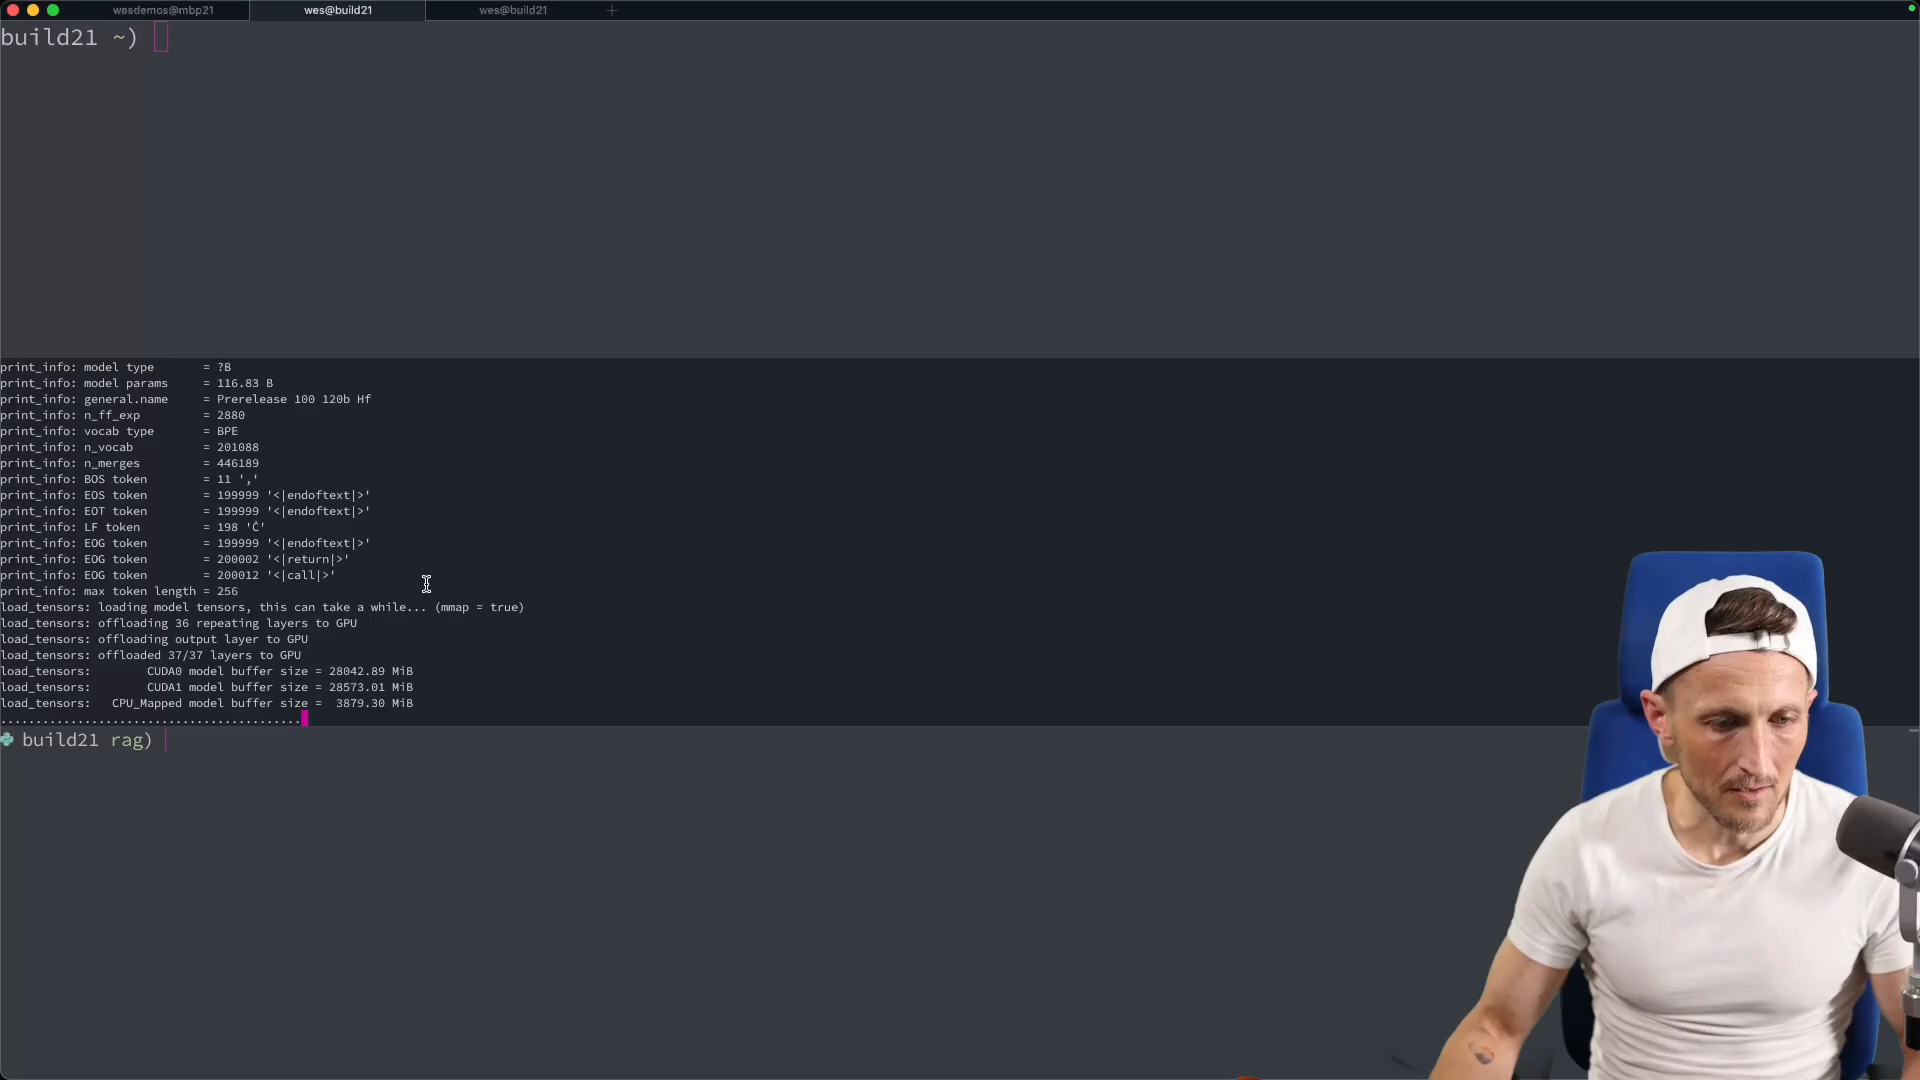 wesdemos@mbp21
wes@build21
wes@build21
+
build21 ~)
print_info: model type = ?B
print_info: model params = 116.83 B
print_info: general.name = Prerelease 100 120b Hf
print_info: n_ff_exp = 2880
print_info: vocab type = BPE
print_info: n_vocab = 201088
print_info: n_merges = 446189
print_info: BOS token = 11 ','
print_info: EOS token = 199999 '<|endoftext|>'
print_info: EOT token = 199999 '<|endoftext|>'
print_info: LF token = 198 'Ċ'
print_info: EOG token = 199999 '<|endoftext|>'
print_info: EOG token = 200002 '<|return|>'
print_info: EOG token = 200012 '<|call|>'
print_info: max token length = 256
load_tensors: loading model tensors, this can take a while... (mmap = true)
load_tensors: offloading 36 repeating layers to GPU
load_tensors: offloading output layer to GPU
load_tensors: offloaded 37/37 layers to GPU
load_tensors: CUDA0 model buffer size = 28042.89 MiB
load_tensors: CUDA1 model buffer size = 28573.01 MiB
load_tensors: CPU_Mapped model buffer size = 3879.30 MiB
...........................................
build21 rag)